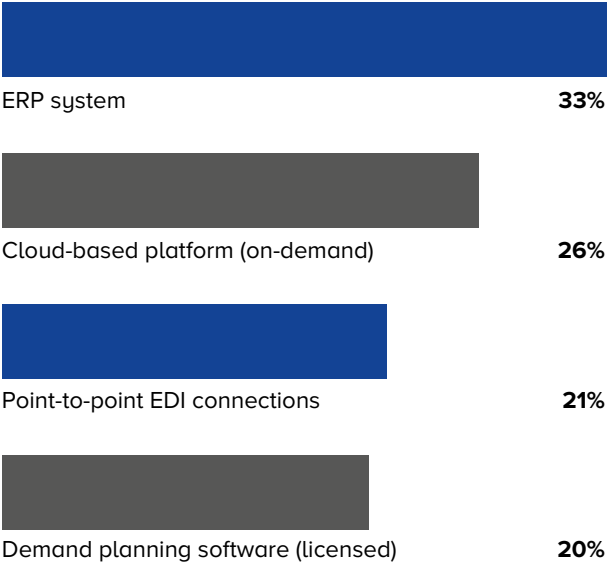 ERP system 33%
Cloud-based platform (on-demand) 26%
Point-to-point EDI connections 21%
Demand planning software (licensed) 20%